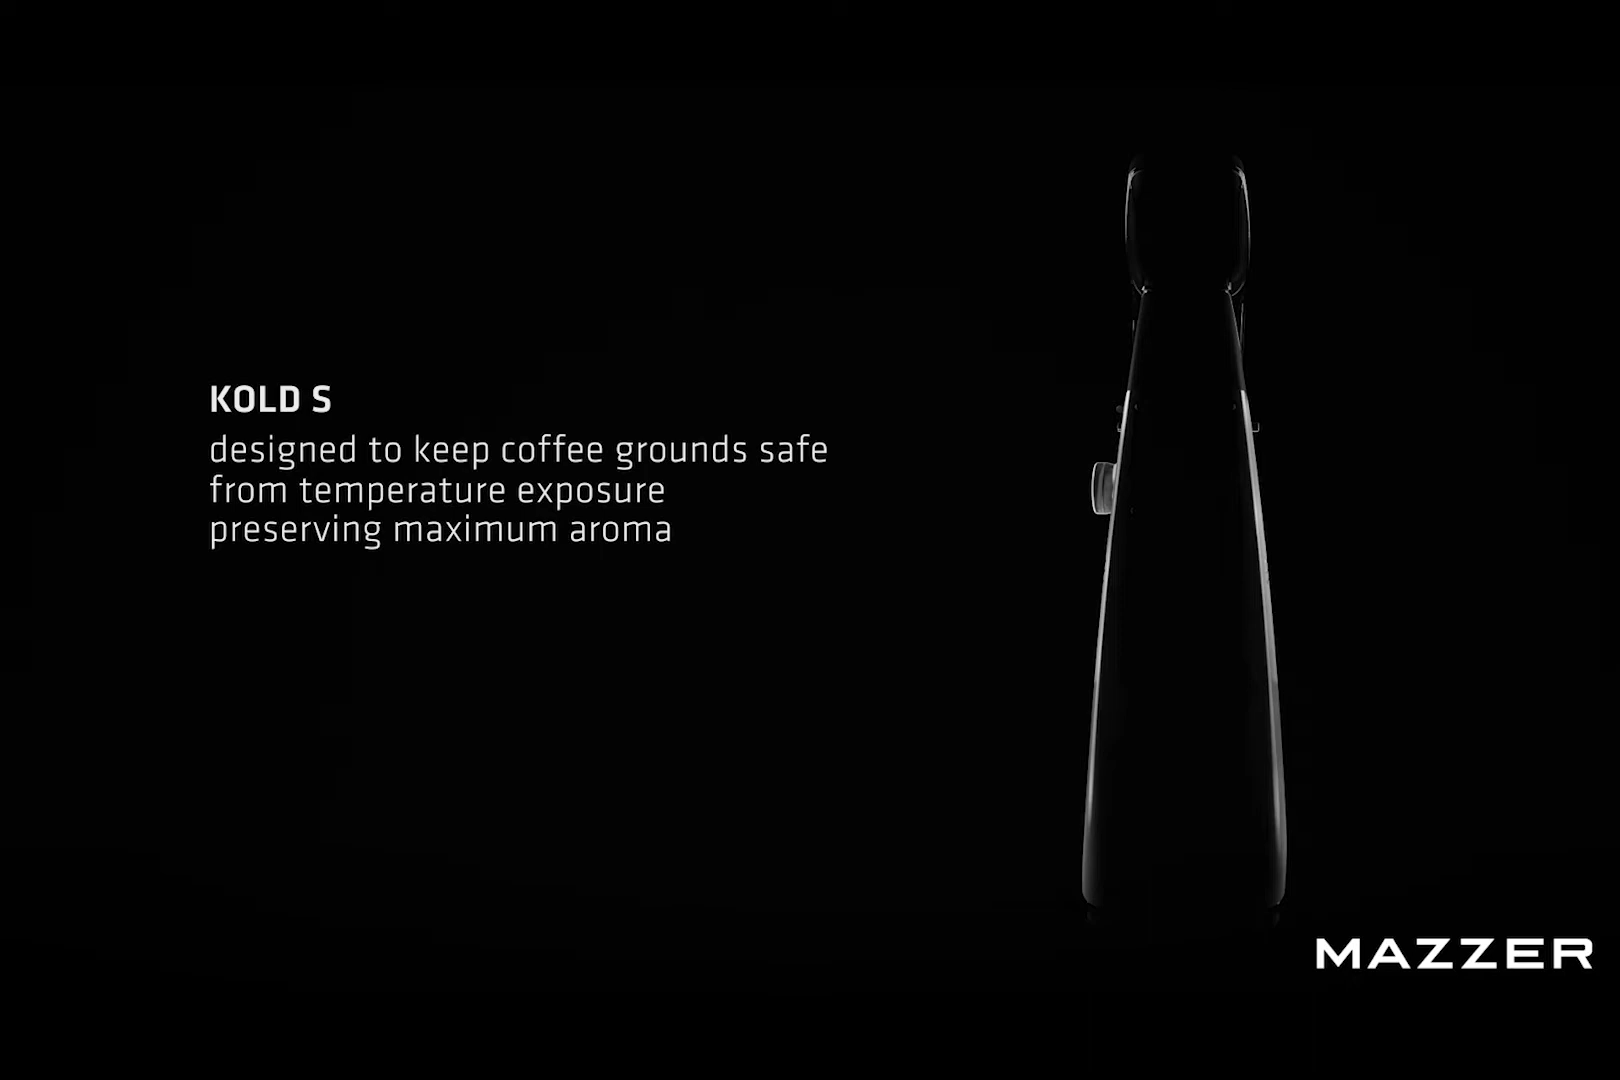 KOLD S
designed to keep coffee grounds safe
from temperature exposure
preserving maximum aroma
MAZZER